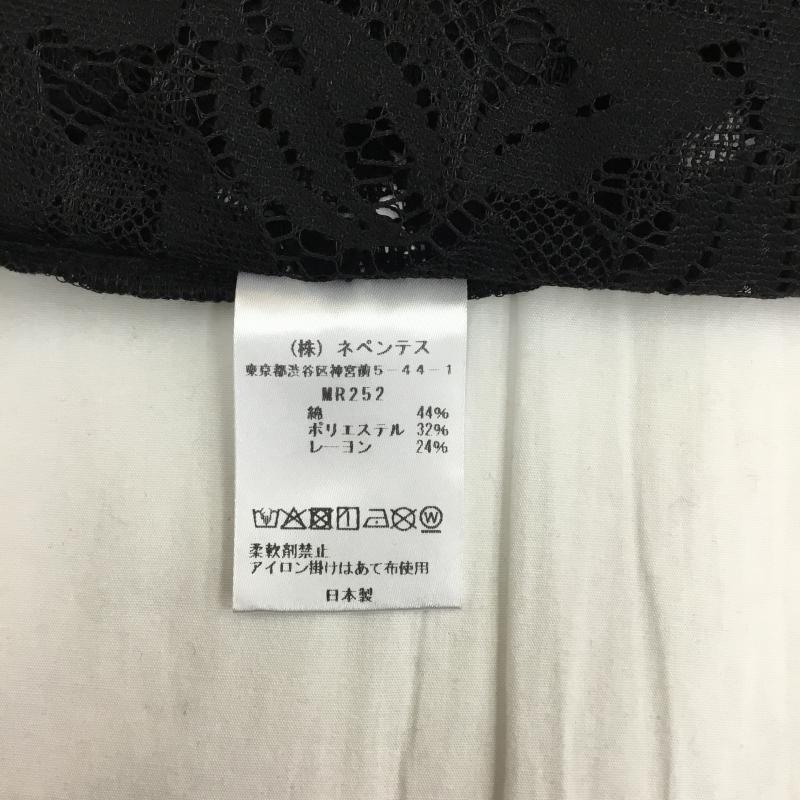 (株) ネペンテス
東京都渋谷区神宮前5-44-1
MR252
綿 44%
ポリエステル 32%
レーヨン 24%
W
柔軟剤禁止
アイロン掛けはあて布使用
日本製